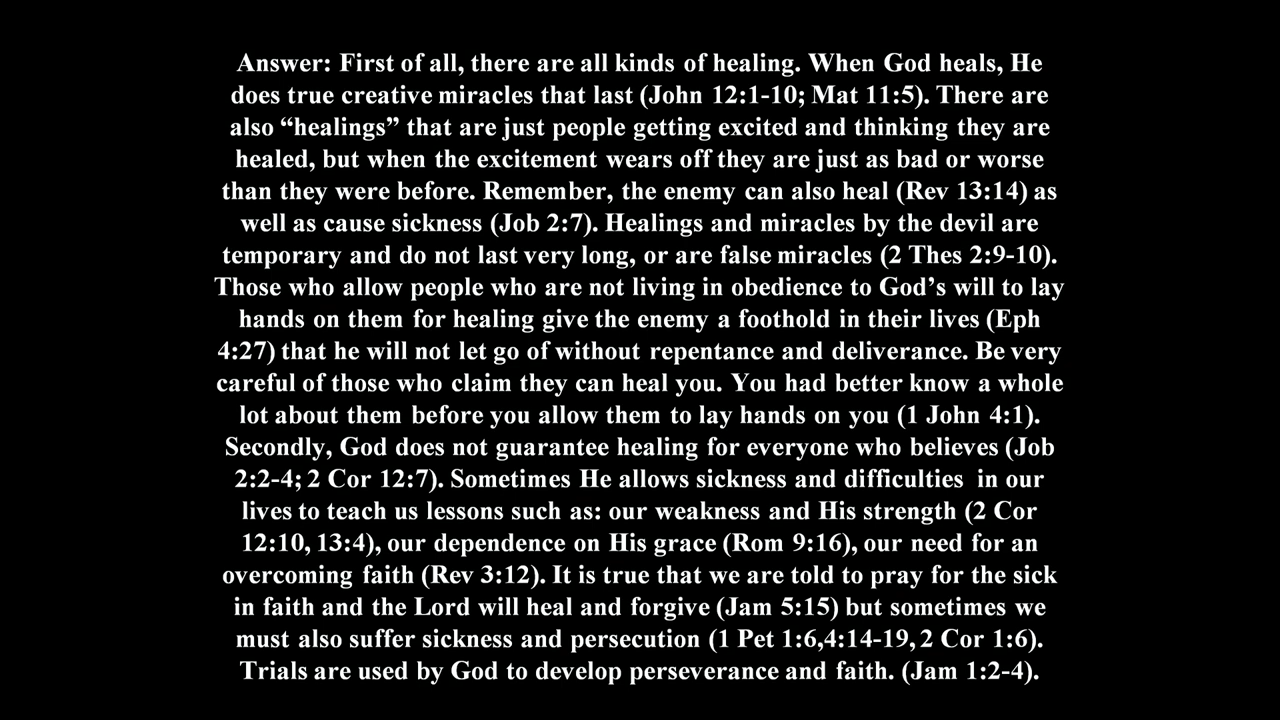 Answer: First of all, there are all kinds of healing. When God heals, He
does true creative miracles that last (John 12:1-10; Mat 11:5). There are
also “healings” that are just people getting excited and thinking they are
healed, but when the excitement wears off they are just as bad or worse
than they were before. Remember, the enemy can also heal (Rev 13:14) as
well as cause sickness (Job 2:7). Healings and miracles by the devil are
temporary and do not last very long, or are false miracles (2 Thes 2:9-10).
Those who allow people who are not living in obedience to God’s will to lay
hands on them for healing give the enemy a foothold in their lives (Eph
4:27) that he will not let go of without repentance and deliverance. Be very
careful of those who claim they can heal you. You had better know a whole
lot about them before you allow them to lay hands on you (1 John 4:1).
Secondly, God does not guarantee healing for everyone who believes (Job
2:2-4; 2 Cor 12:7). Sometimes He allows sickness and difficulties in our
lives to teach us lessons such as: our weakness and His strength (2 Cor
12:10, 13:4), our dependence on His grace (Rom 9:16), our need for an
overcoming faith (Rev 3:12). It is true that we are told to pray for the sick
in faith and the Lord will heal and forgive (Jam 5:15) but sometimes we
must also suffer sickness and persecution (1 Pet 1:6,4:14-19, 2 Cor 1:6).
Trials are used by God to develop perseverance and faith. (Jam 1:2-4).